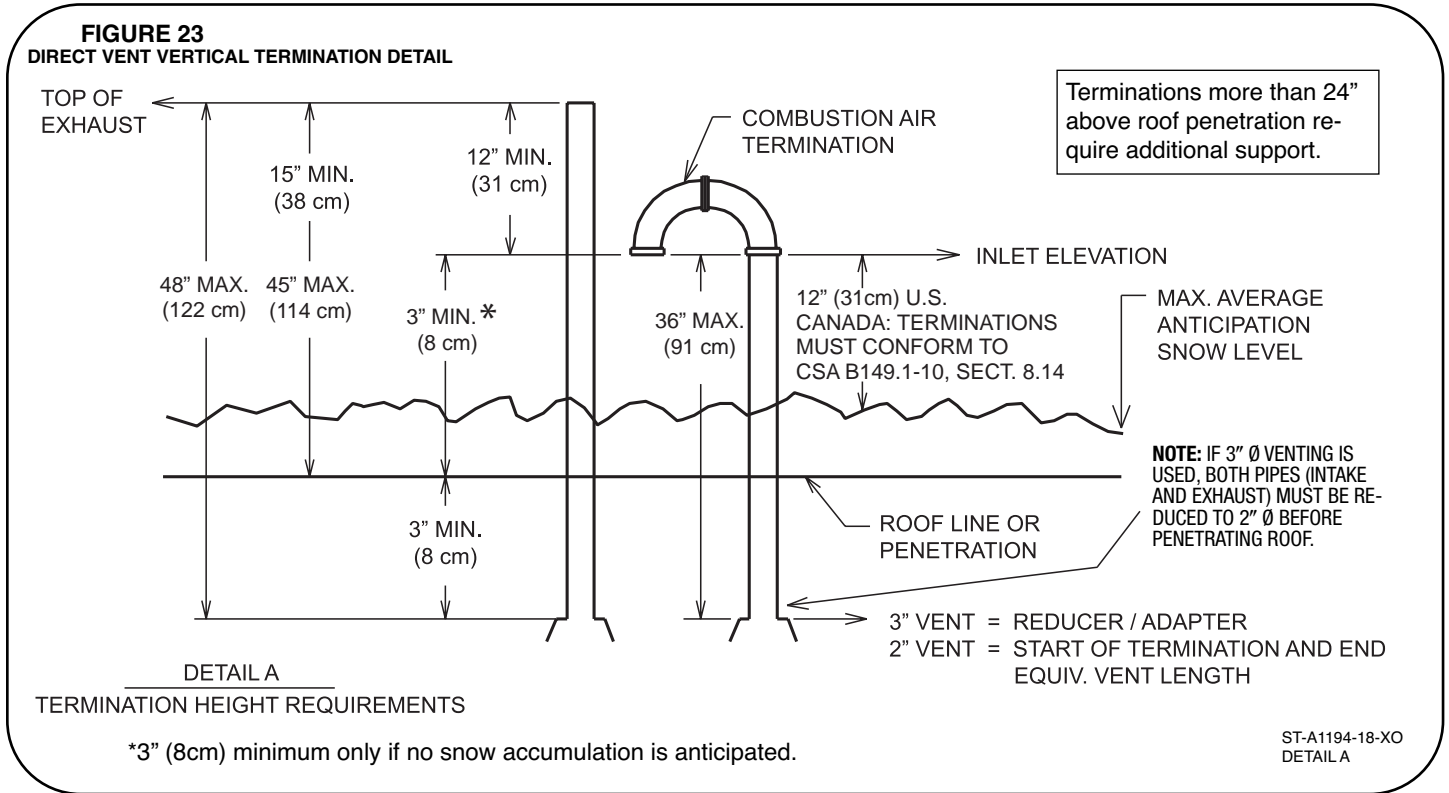 FIGURE 23
DIRECT VENT VERTICAL TERMINATION DETAIL
TOP OF
EXHAUST
15” MIN.
(38 cm)
12” MIN.
(31 cm)
COMBUSTION AIR
TERMINATION
Terminations more than 24”
above roof penetration re-
quire additional support.
INLET ELEVATION
48” MAX.
(122 cm)
45” MAX.
(114 cm)
3” MIN. *
(8 cm)
36” MAX.
(91 cm)
12” (31cm) U.S.
CANADA: TERMINATIONS
MUST CONFORM TO
CSA B149.1-10, SECT. 8.14
MAX. AVERAGE
ANTICIPATION
SNOW LEVEL
NOTE: IF 3″ Ø VENTING IS
USED, BOTH PIPES (INTAKE
AND EXHAUST) MUST BE RE-
DUCED TO 2″ Ø BEFORE
PENETRATING ROOF.
3” MIN.
(8 cm)
ROOF LINE OR
PENETRATION
3” VENT = REDUCER / ADAPTER
2” VENT = START OF TERMINATION AND END
EQUIV. VENT LENGTH
DETAIL A
TERMINATION HEIGHT REQUIREMENTS
*3” (8cm) minimum only if no snow accumulation is anticipated.
ST-A1194-18-XO
DETAIL A